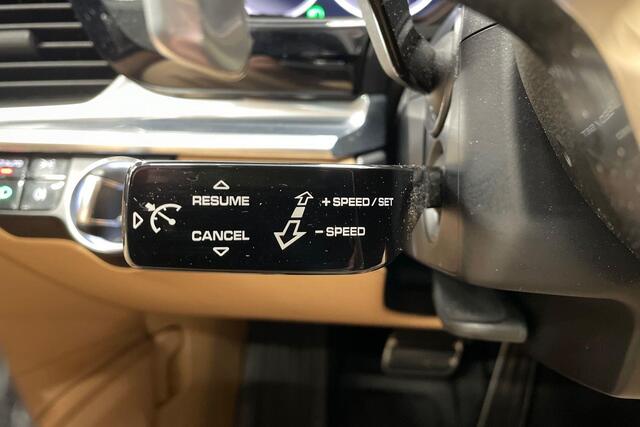 RESUME
+ SPEED / SET
CANCEL
- SPEED